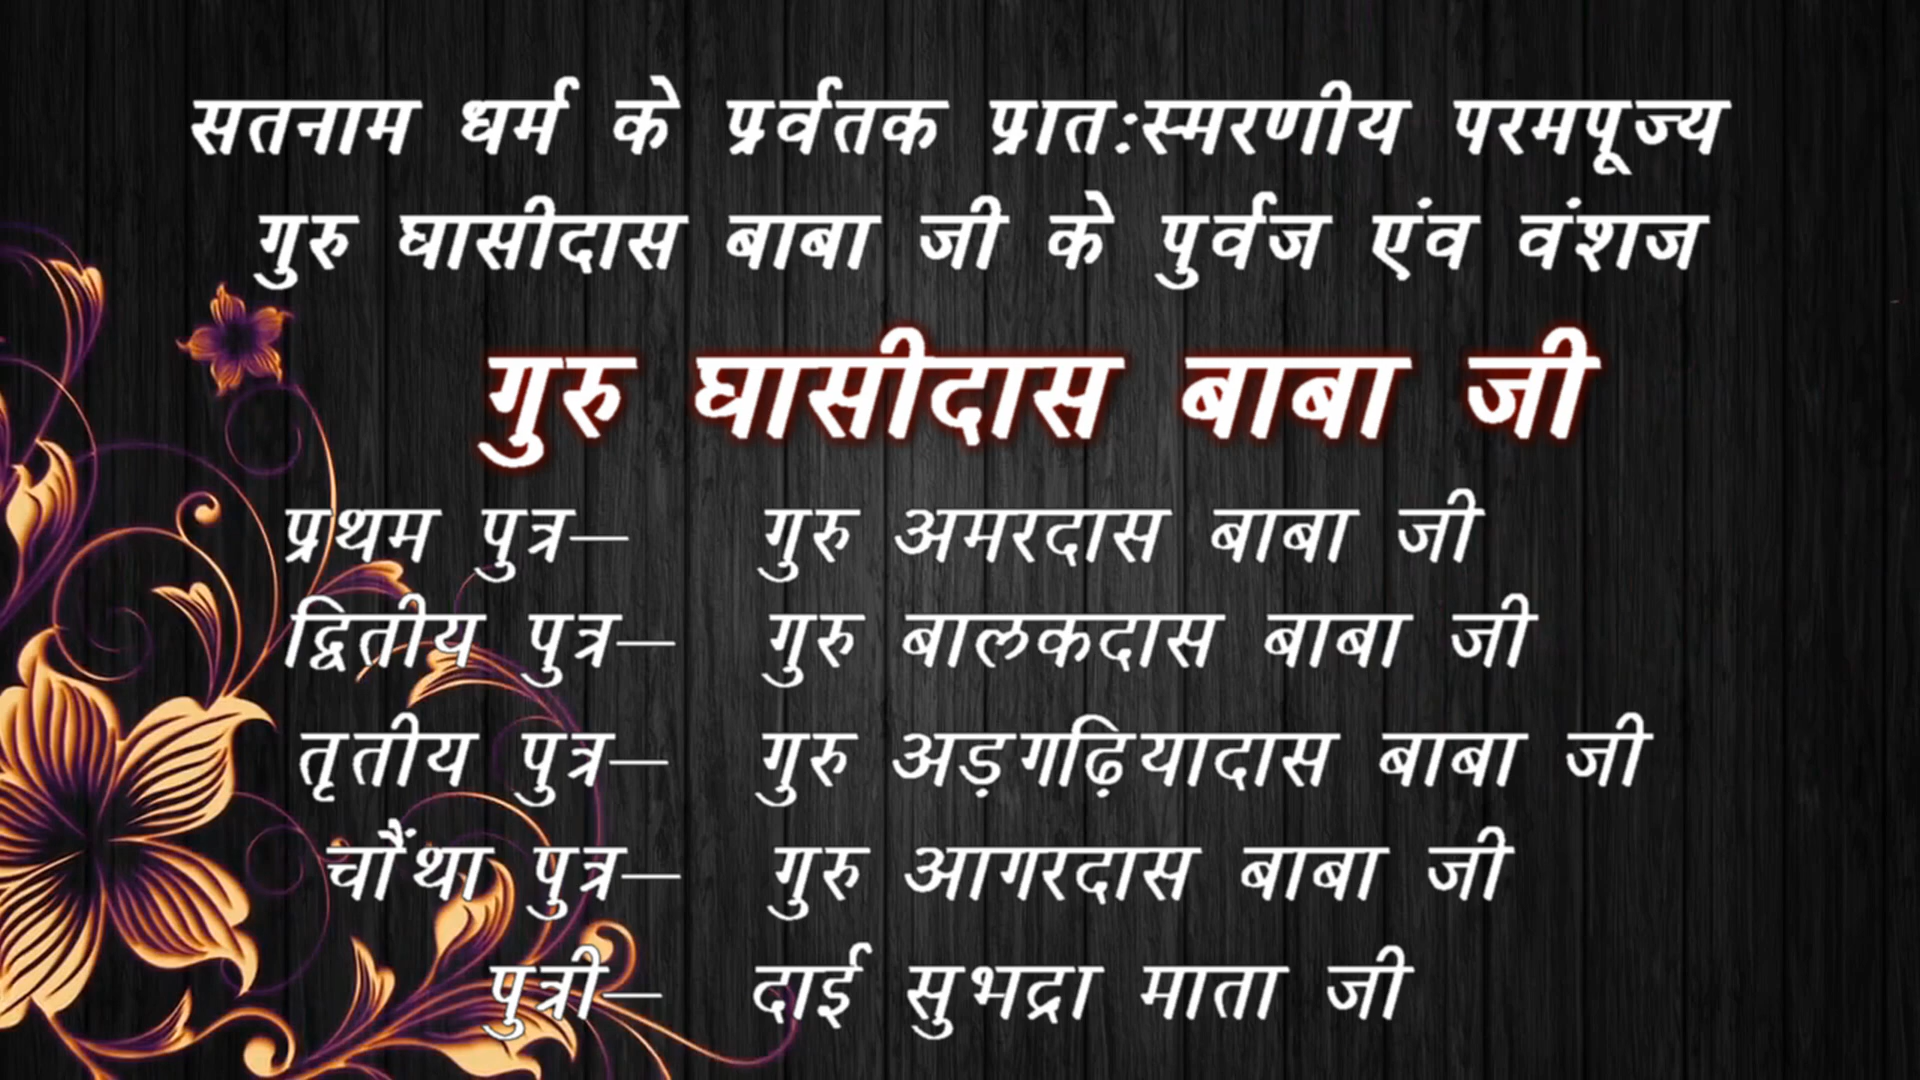 सतनाम धर्म के प्रर्वतक प्रात:स्मरणीय परमपूज्य
गुरु घासीदास बाबा जी के पुर्वज एंव वंशज
गुरु घासीदास बाबा जी
प्रथम पुत्र— गुरु अमरदास बाबा जी
द्वितीय पुत्र— गुरु बालकदास बाबा जी
तृतीय पुत्र— गुरु अड़गढ़ियादास बाबा जी
चौंथा पुत्र— गुरु आगरदास बाबा जी
पुत्री— दाई सुभद्रा माता जी